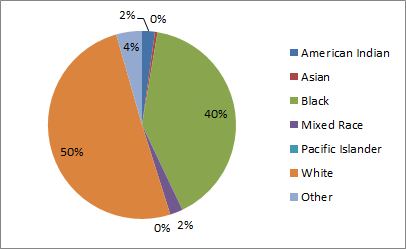 2%
0%
4%
40%
50%
0%
2%
American Indian
Asian
Black
Mixed Race
Pacific Islander
White
Other